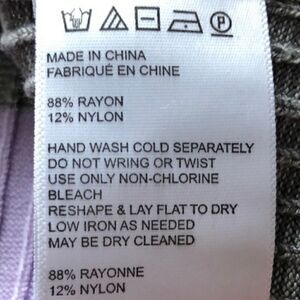 P
MADE IN CHINA
FABRIQUÉ EN CHINE
88% RAYON
12% NYLON
HAND WASH COLD SEPARATELY
DO NOT WRING OR TWIST
USE ONLY NON-CHLORINE
BLEACH
RESHAPE & LAY FLAT TO DRY
LOW IRON AS NEEDED
MAY BE DRY CLEANED
88% RAYONNE
12% NYLON